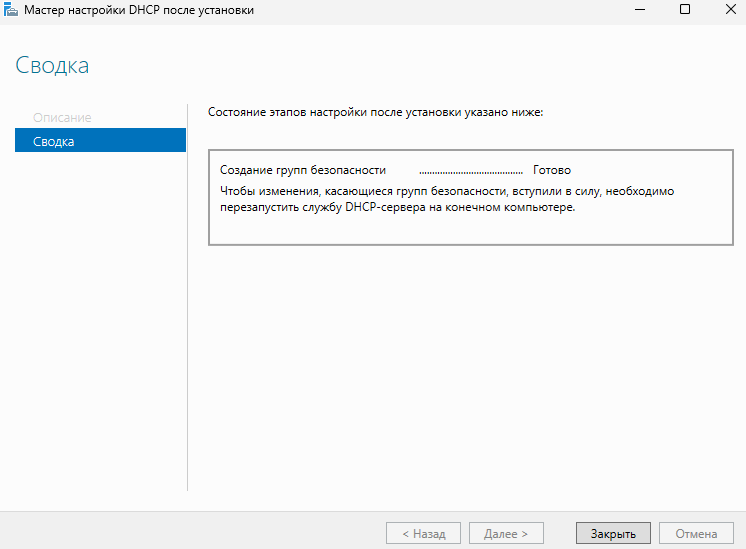 Мастер настройки DHCP после установки
Сводка
Описание
Сводка
Состояние этапов настройки после установки указано ниже:
Создание групп безопасности ........................................ Готово
Чтобы изменения, касающиеся групп безопасности, вступили в силу, необходимо
перезапустить службу DHCP-сервера на конечном компьютере.
< Назад
Далее >
Закрыть
Отмена